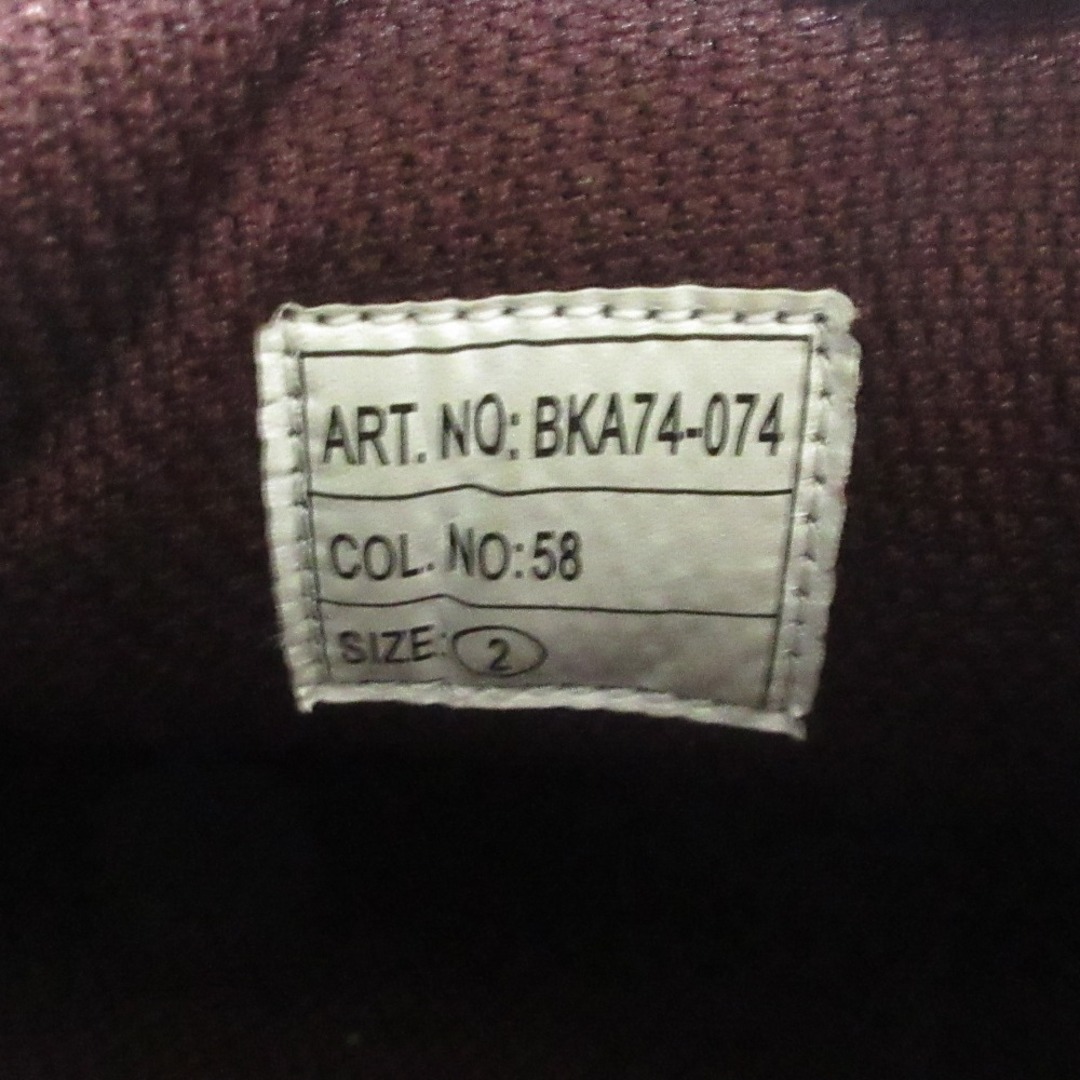 ART. NO: BKA74-074
COL. NO:58
SIZE: 2